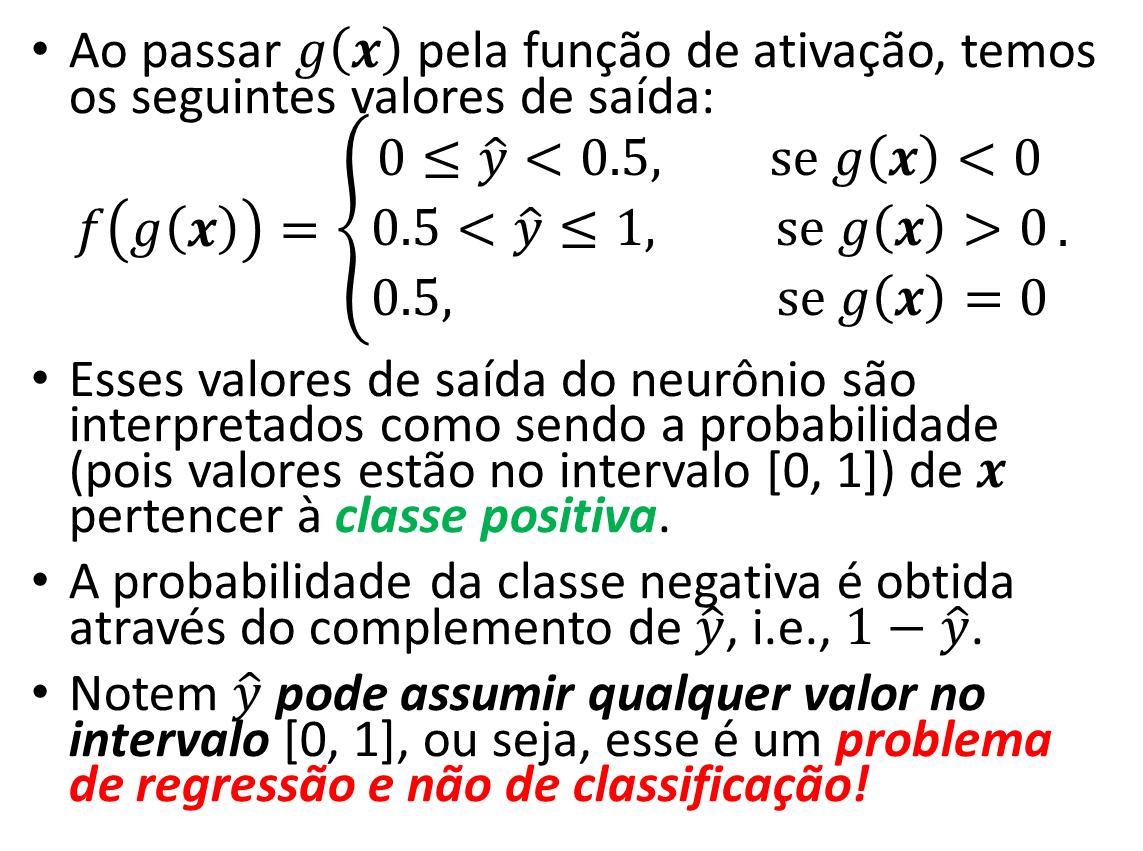 • Ao passar g(x) pela função de ativação, temos
os seguintes valores de saída:
0 ≤ ŷ < 0.5, se g(x) < 0
f(g(x)) = { 0.5 < ŷ ≤ 1, se g(x) > 0 .
0.5, se g(x) = 0
• Esses valores de saída do neurônio são
interpretados como sendo a probabilidade
(pois valores estão no intervalo [0, 1]) de x
pertencer à classe positiva.
• A probabilidade da classe negativa é obtida
através do complemento de ŷ, i.e., 1 − ŷ.
• Notem ŷ pode assumir qualquer valor no
intervalo [0, 1], ou seja, esse é um problema
de regressão e não de classificação!